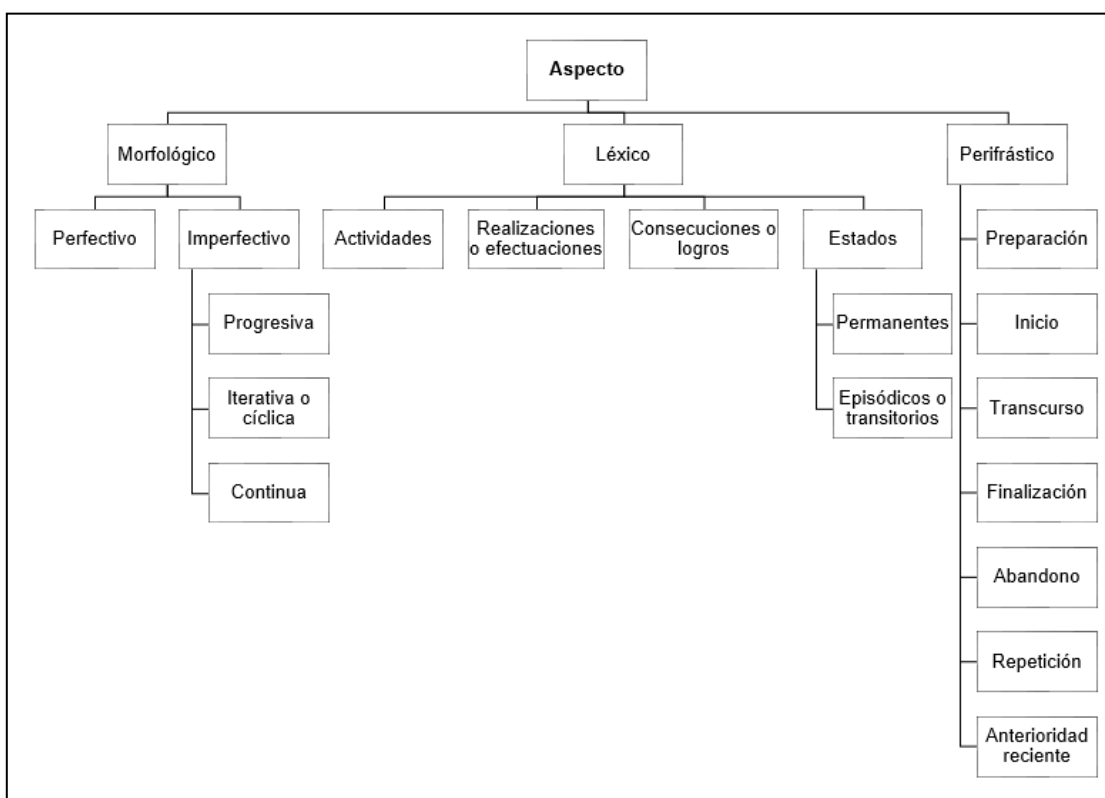 Aspecto
Morfológico
Léxico
Perifrástico
Perfectivo
Imperfectivo
Actividades
Realizaciones
o efectuaciones
Consecuciones o
logros
Estados
Preparación
Progresiva
Permanentes
Inicio
Iterativa o
cíclica
Episódicos o
transitorios
Transcurso
Continua
Finalización
Abandono
Repetición
Anterioridad
reciente